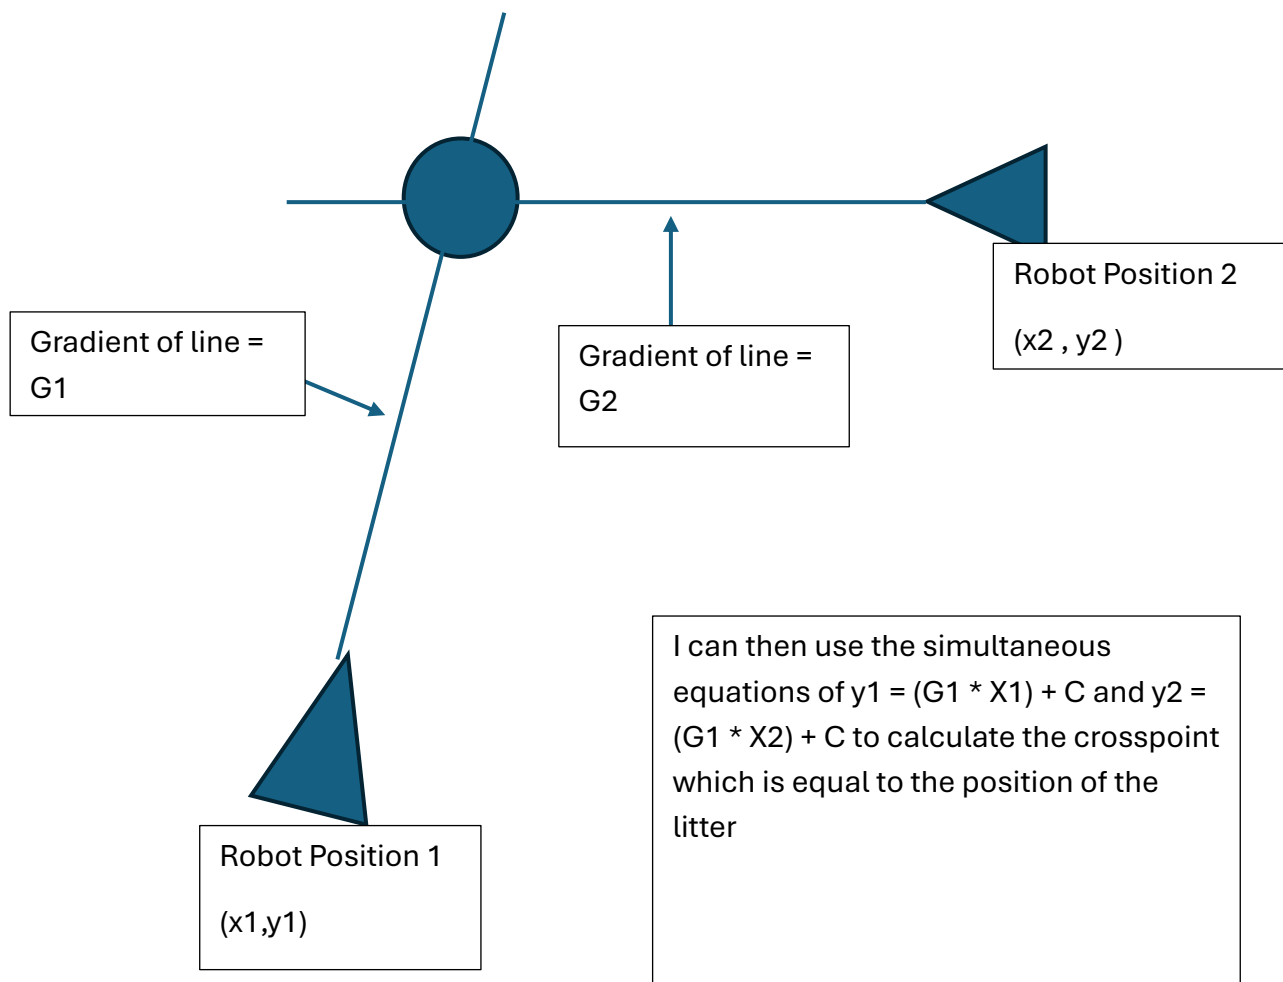 Robot Position 2
(x2 , y2 )
Gradient of line =
G1
Gradient of line =
G2
I can then use the simultaneous
equations of y1 = (G1 * X1) + C and y2 =
(G1 * X2) + C to calculate the crosspoint
which is equal to the position of the
litter
Robot Position 1
(x1,y1)